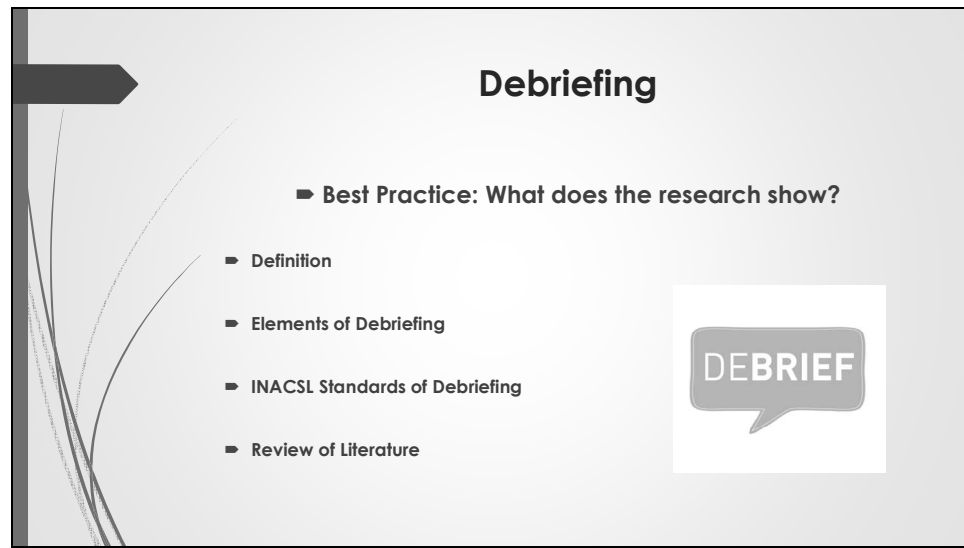 Debriefing
Best Practice: What does the research show?
Definition
Elements of Debriefing
INACSL Standards of Debriefing
Review of Literature
DEBRIEF